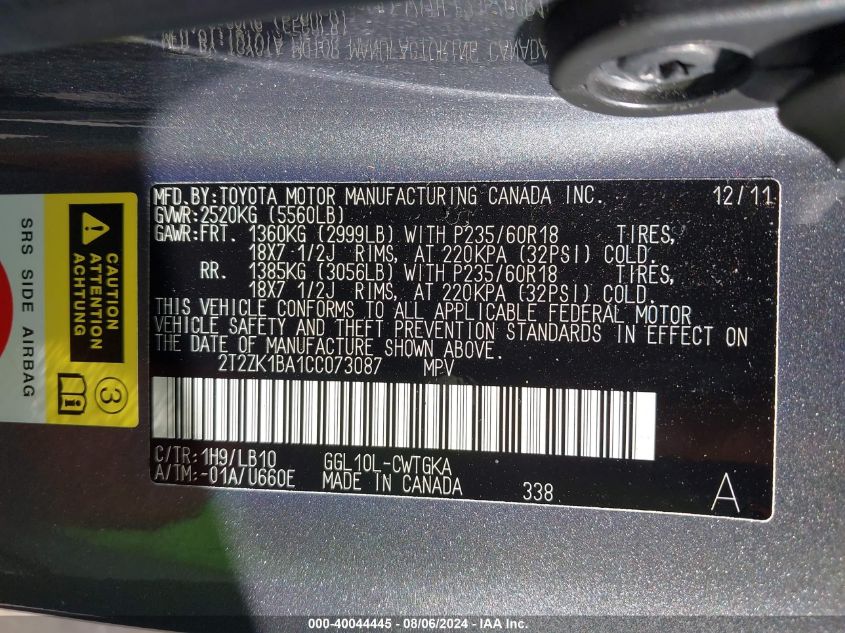 MFD.BY:TOYOTA MOTOR MANUFACTURING CANADA INC. 12/11
GVWR:2520KG (5560LB)
GAWR:FRT. 1360KG (2999LB) WITH P235/60R18 TIRES,
18X7 1/2J RIMS, AT 220KPA (32PSI) COLD.
RR. 1385KG (3056LB) WITH P235/60R18 TIRES,
18X7 1/2J RIMS, AT 220KPA (32PSI) COLD.
THIS VEHICLE CONFORMS TO ALL APPLICABLE FEDERAL MOTOR
VEHICLE SAFETY AND THEFT PREVENTION STANDARDS IN EFFECT ON
THE DATE OF MANUFACTURE SHOWN ABOVE.
2T2ZK1BA1CC073087 MPV
C/TR:1H9/LB10 GGL10L-CWTGKA
A/TM:-01A/U660E MADE IN CANADA 338 A
SRS SIDE AIRBAG
CAUTION
ATTENTION
ACHTUNG
3
000-40044445 - 08/06/2024 - IAA Inc.